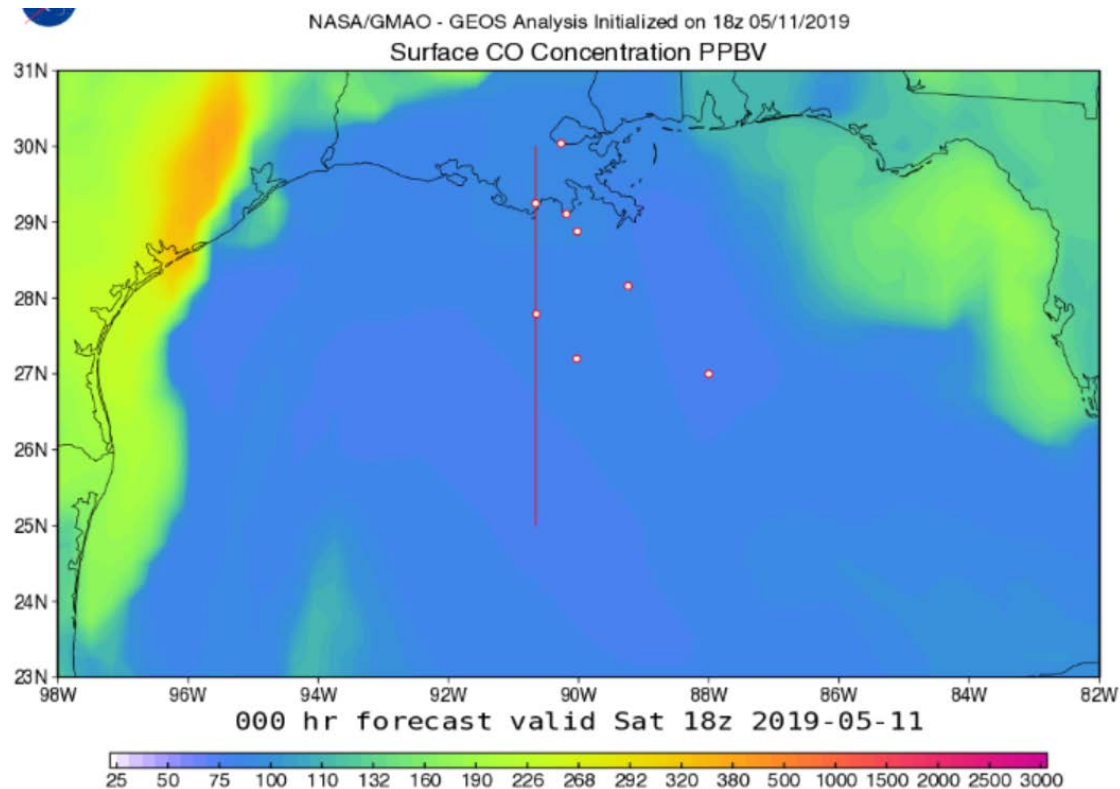 NASA/GMAO - GEOS Analysis Initialized on 18z 05/11/2019
Surface CO Concentration PPBV
31N
30N
29N
28N
27N
26N
25N
24N
23N
98W 96W 94W 92W 90W 88W 86W 84W 82W
000 hr forecast valid Sat 18z 2019-05-11
25 50 75 100 110 132 160 190 226 268 292 320 380 500 1000 1500 2000 2500 3000